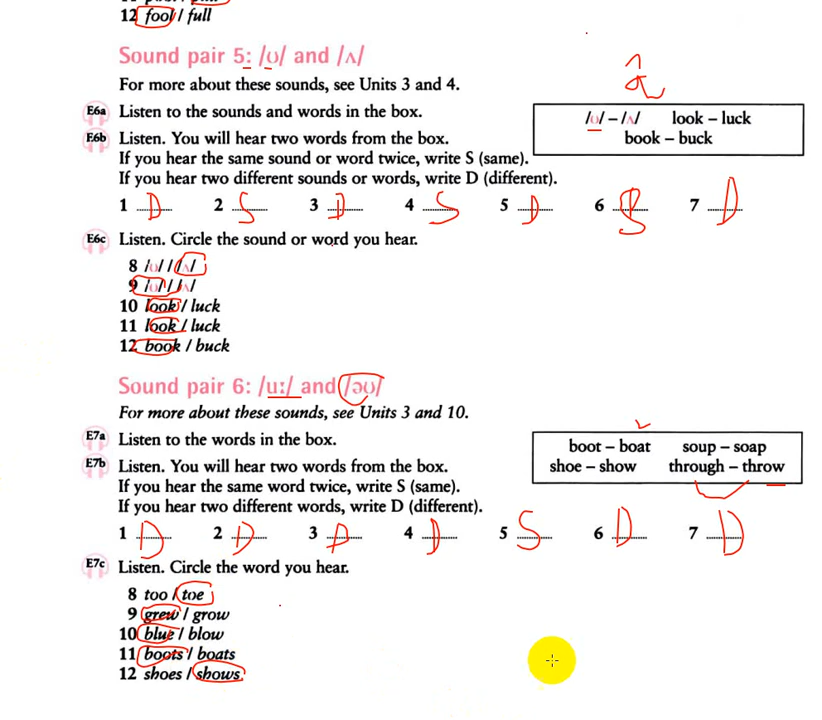 12 fool / full
Sound pair 5: /ʊ/ and /ʌ/
For more about these sounds, see Units 3 and 4.
E6a Listen to the sounds and words in the box.
/ʊ/ – /ʌ/ look – luck
book – buck
E6b Listen. You will hear two words from the box.
If you hear the same sound or word twice, write S (same).
If you hear two different sounds or words, write D (different).
1 D 2 S 3 D 4 S 5 D 6 S 7 D
E6c Listen. Circle the sound or word you hear.
8 /ʊ/ / /ʌ/
9 /ʊ/ / /ʌ/
10 look / luck
11 look / luck
12 book / buck
Sound pair 6: /uː/ and /əʊ/
For more about these sounds, see Units 3 and 10.
E7a Listen to the words in the box.
boot – boat soup – soap
shoe – show through – throw
E7b Listen. You will hear two words from the box.
If you hear the same word twice, write S (same).
If you hear two different words, write D (different).
1 D 2 D 3 D 4 D 5 S 6 D 7 D
E7c Listen. Circle the word you hear.
8 too / toe
9 grew / grow
10 blue / blow
11 boots / boats
12 shoes / shows